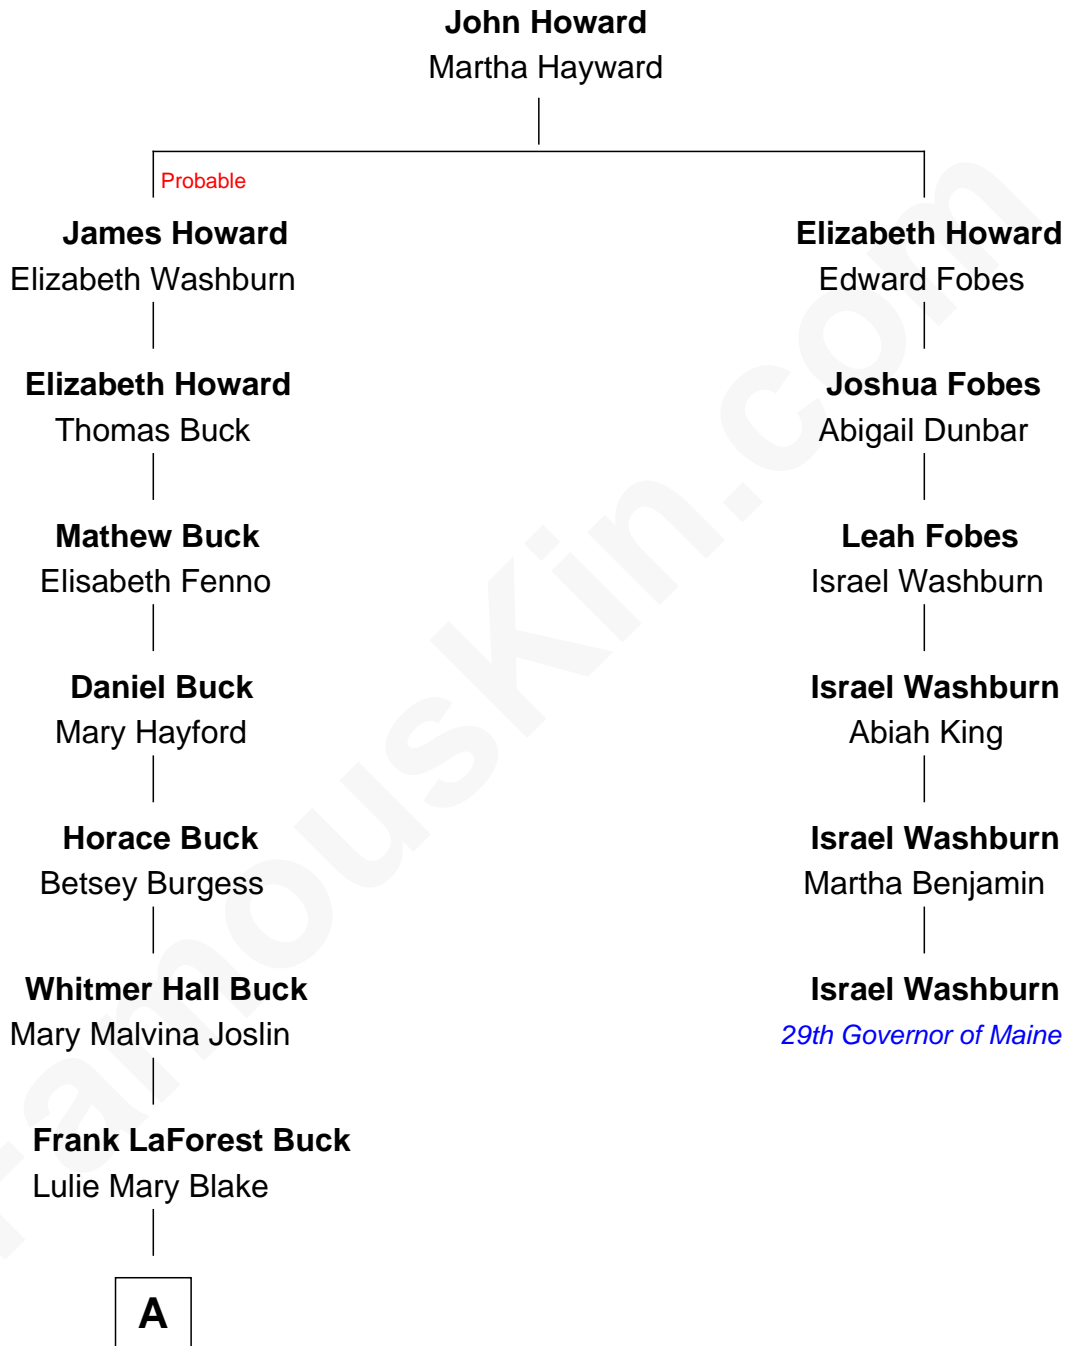 John Howard
Martha Hayward
Probable
James Howard
Elizabeth Washburn
Elizabeth Howard
Edward Fobes
Elizabeth Howard
Thomas Buck
Joshua Fobes
Abigail Dunbar
Mathew Buck
Elisabeth Fenno
Leah Fobes
Israel Washburn
Daniel Buck
Mary Hayford
Israel Washburn
Abiah King
Horace Buck
Betsey Burgess
Israel Washburn
Martha Benjamin
Whitmer Hall Buck
Mary Malvina Joslin
Israel Washburn
29th Governor of Maine
Frank LaForest Buck
Lulie Mary Blake
A
FamousKin.com